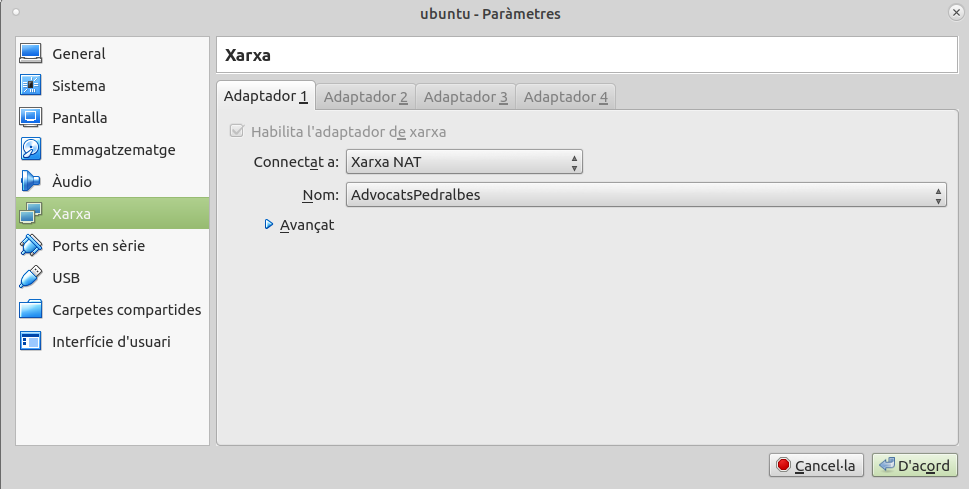 ubuntu - Paràmetres
General
Sistema
Pantalla
Emmagatzematge
Àudio
Xarxa
Ports en sèrie
USB
Carpetes compartides
Interfície d'usuari
Xarxa
Adaptador 1 Adaptador 2 Adaptador 3 Adaptador 4
Habilita l'adaptador de xarxa
Connectat a: Xarxa NAT
Nom: AdvocatsPedralbes
Avançat
Cancel·la D'acord